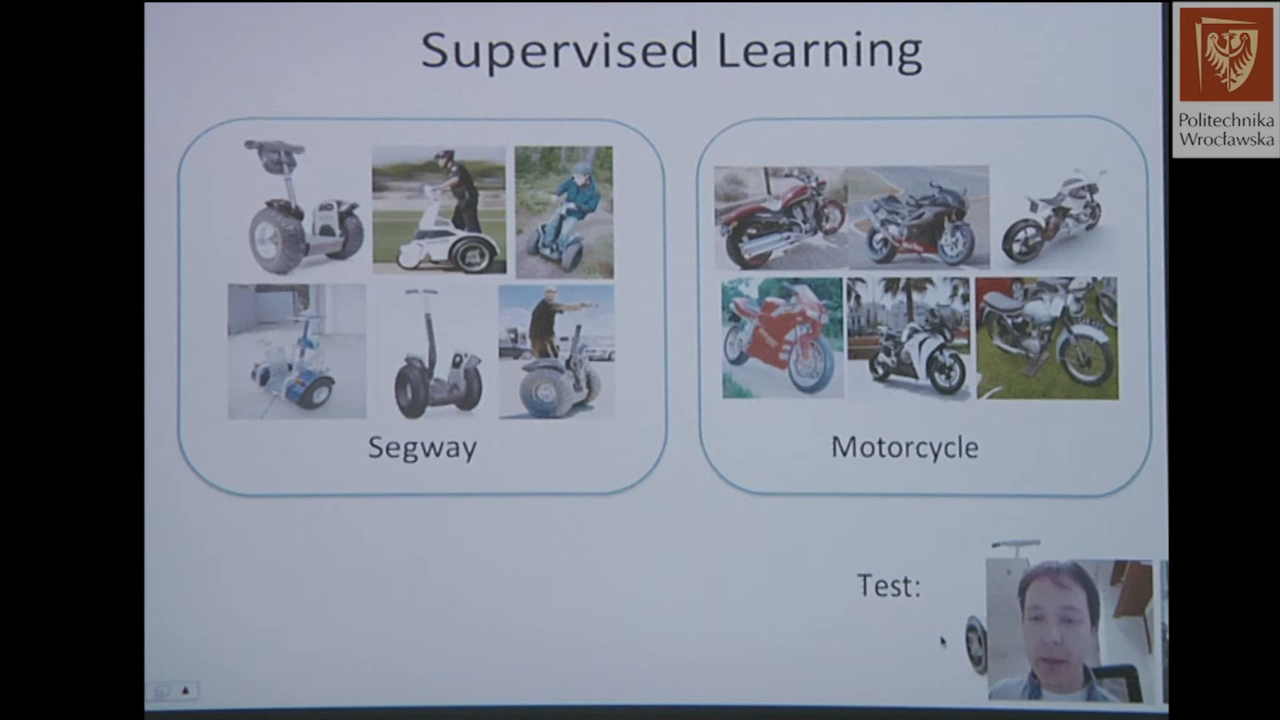 Supervised Learning
Politechnika
Wrocławska
Segway
Motorcycle
Test: